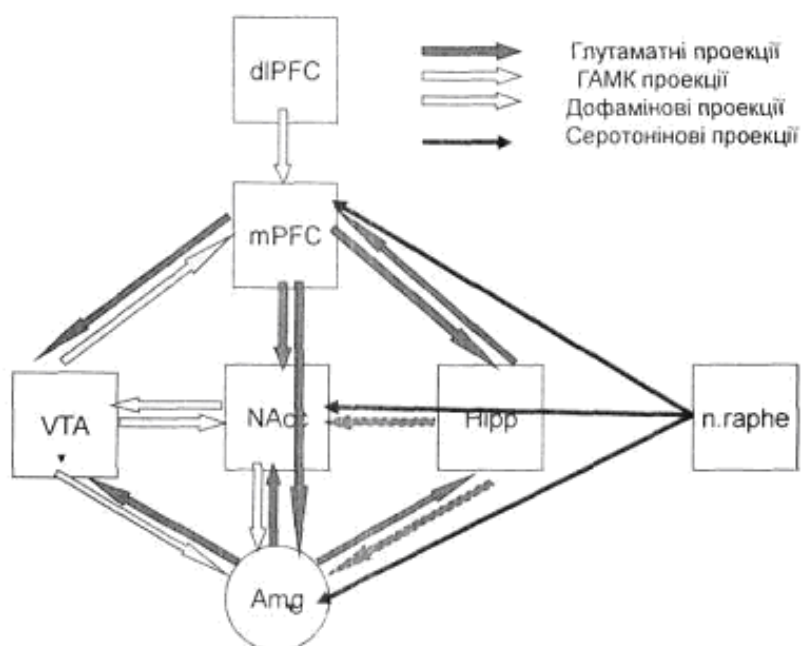 dlPFC
Глутаматні проекції
ГАМК проекції
Дофамінові проекції
Серотонінові проекції
mPFC
VTA
NAcc
Hipp
n.raphe
Amg